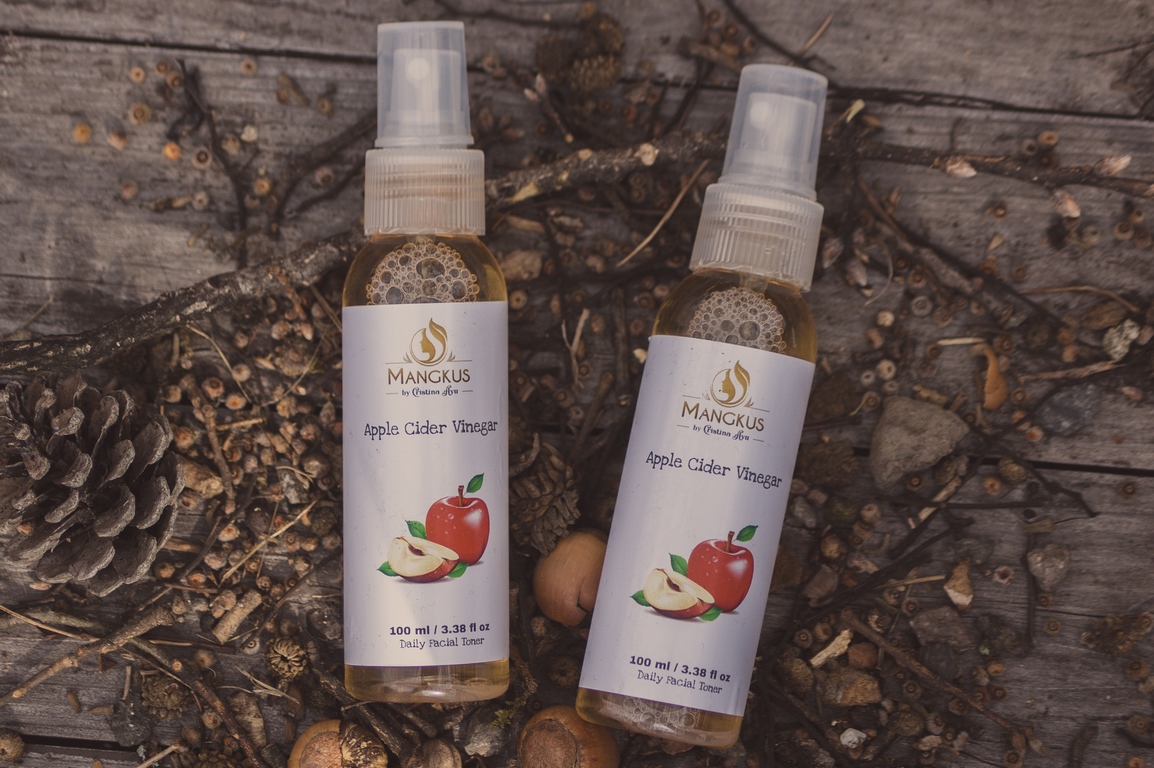 MANGKUS
by Cristina Ayu
Apple Cider Vinegar
100 ml / 3.38 fl oz
Daily Facial Toner
MANGKUS
by Cristina Ayu
Apple Cider Vinegar
100 ml / 3.38 fl oz
Daily Facial Toner